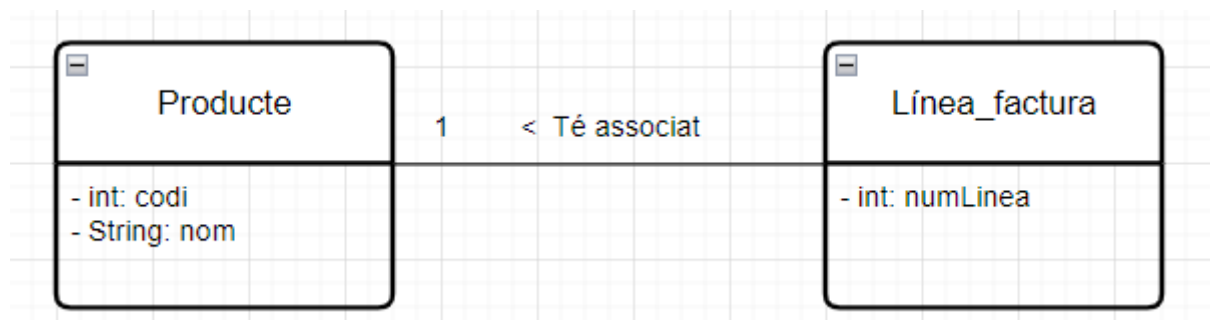 Producte
- int: codi
- String: nom
1
< Té associat
Línea_factura
- int: numLinea